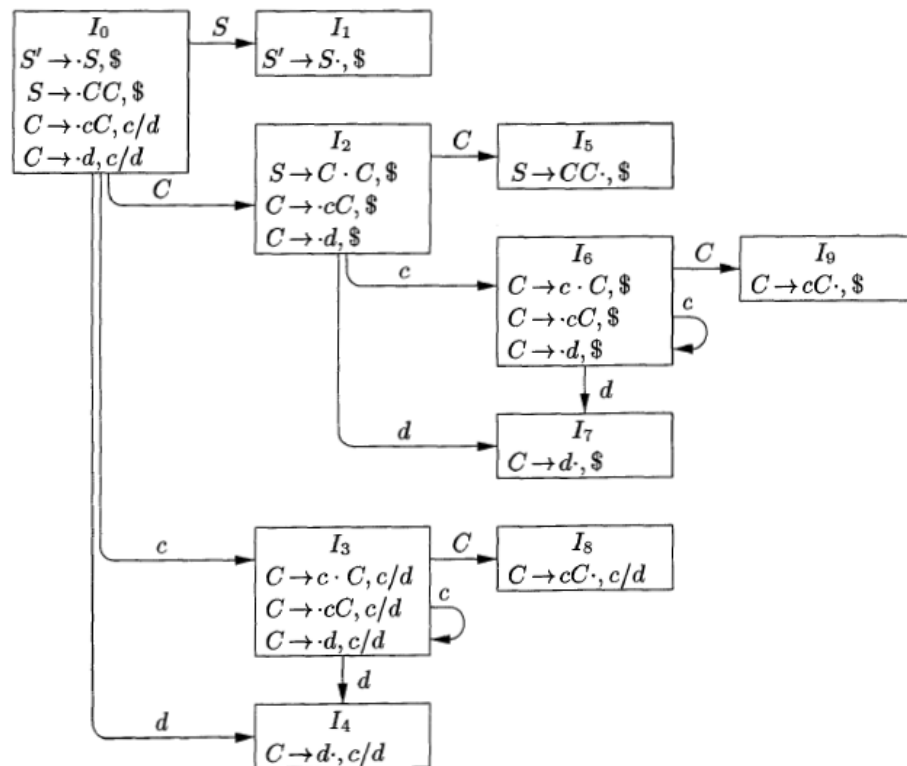 I₀
S′ → ·S, $
S → ·CC, $
C → ·cC, c/d
C → ·d, c/d
S
I₁
S′ → S·, $
C
I₂
S → C · C, $
C → ·cC, $
C → ·d, $
C
I₅
S → CC·, $
c
I₆
C → c · C, $
C → ·cC, $
C → ·d, $
C
I₉
C → cC·, $
c
d
d
I₇
C → d·, $
c
I₃
C → c · C, c/d
C → ·cC, c/d
C → ·d, c/d
C
I₈
C → cC·, c/d
c
d
d
I₄
C → d·, c/d